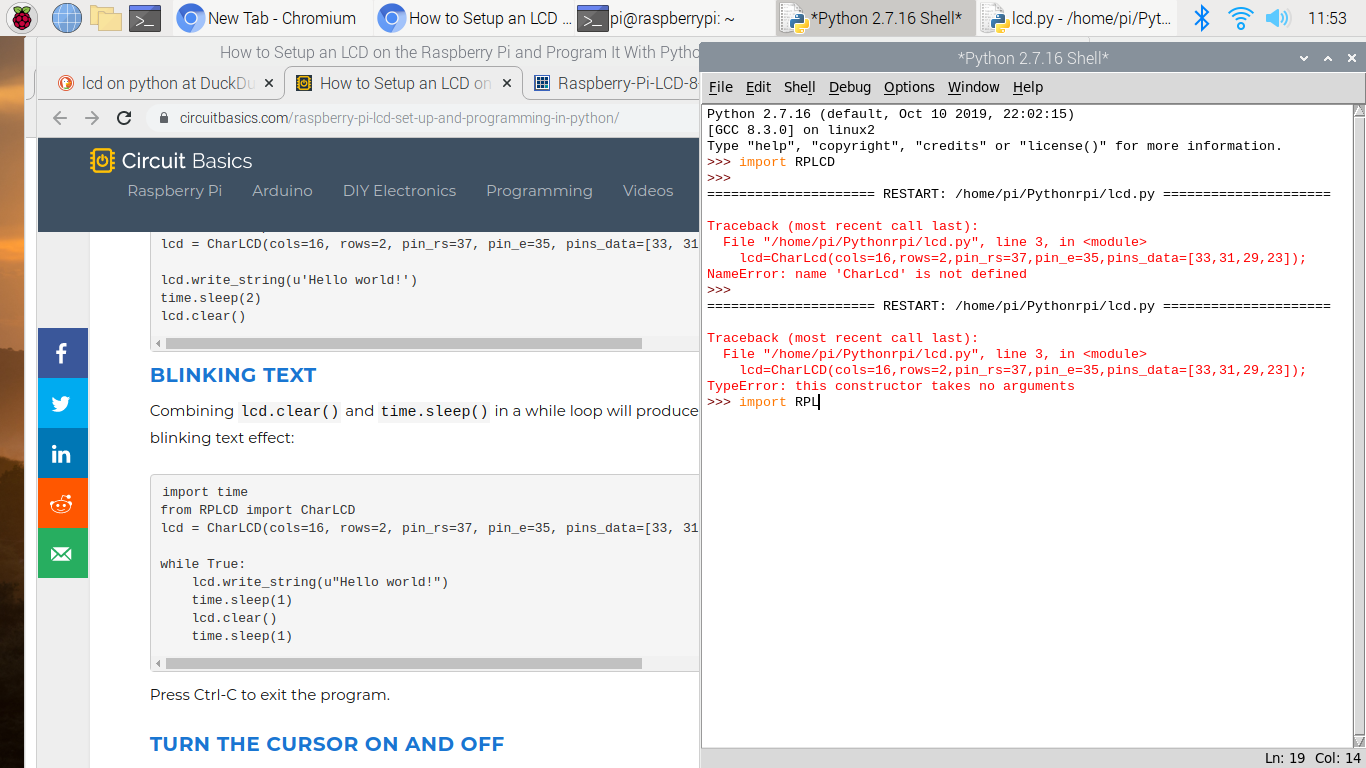 New Tab - Chromium
How to Setup an LCD ...
pi@raspberrypi: ~
*Python 2.7.16 Shell*
lcd.py - /home/pi/Pyt...
11:53
How to Setup an LCD on the Raspberry Pi and Program It With Pytho
lcd on python at DuckDu
How to Setup an LCD on
Raspberry-Pi-LCD-8
circuitbasics.com/raspberry-pi-lcd-set-up-and-programming-in-python/
Circuit Basics
Raspberry Pi Arduino DIY Electronics Programming Videos
lcd = CharLCD(cols=16, rows=2, pin_rs=37, pin_e=35, pins_data=[33, 31
lcd.write_string(u'Hello world!')
time.sleep(2)
lcd.clear()
BLINKING TEXT
Combining lcd.clear() and time.sleep() in a while loop will produce
blinking text effect:
import time
from RPLCD import CharLCD
lcd = CharLCD(cols=16, rows=2, pin_rs=37, pin_e=35, pins_data=[33, 31
while True:
    lcd.write_string(u"Hello world!")
    time.sleep(1)
    lcd.clear()
    time.sleep(1)
Press Ctrl-C to exit the program.
TURN THE CURSOR ON AND OFF
*Python 2.7.16 Shell*
File Edit Shell Debug Options Window Help
Python 2.7.16 (default, Oct 10 2019, 22:02:15)
[GCC 8.3.0] on linux2
Type "help", "copyright", "credits" or "license()" for more information.
>>> import RPLCD
>>>
===================== RESTART: /home/pi/Pythonrpi/lcd.py =====================
Traceback (most recent call last):
  File "/home/pi/Pythonrpi/lcd.py", line 3, in <module>
    lcd=CharLcd(cols=16,rows=2,pin_rs=37,pin_e=35,pins_data=[33,31,29,23]);
NameError: name 'CharLcd' is not defined
>>>
===================== RESTART: /home/pi/Pythonrpi/lcd.py =====================
Traceback (most recent call last):
  File "/home/pi/Pythonrpi/lcd.py", line 3, in <module>
    lcd=CharLCD(cols=16,rows=2,pin_rs=37,pin_e=35,pins_data=[33,31,29,23]);
TypeError: this constructor takes no arguments
>>> import RPL
Ln: 19 Col: 14